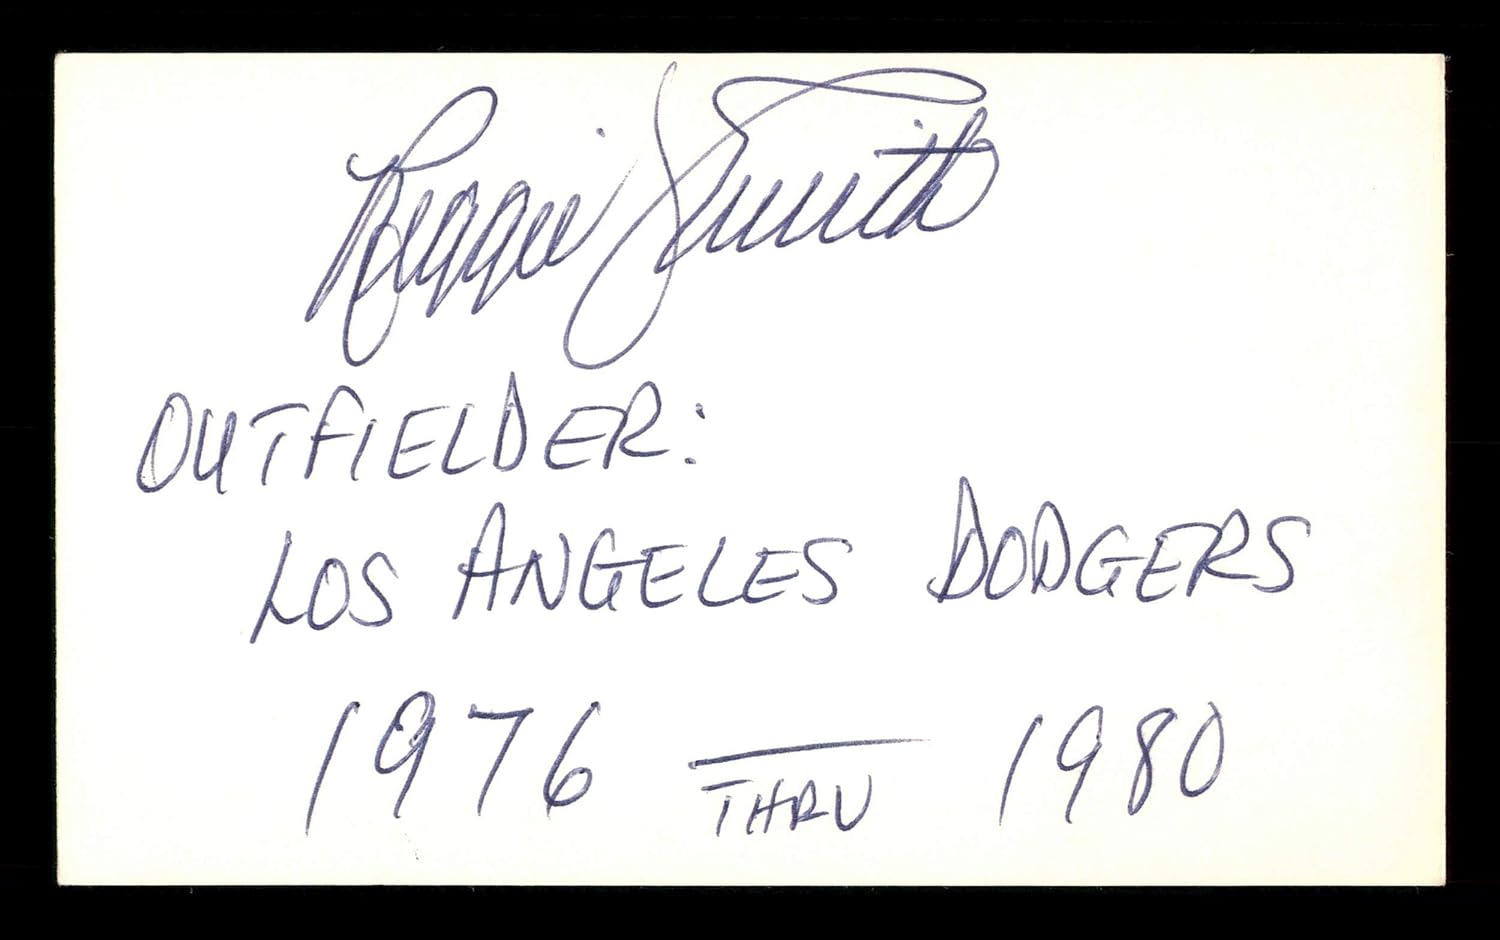 Reggie Smith
OUTFIELDER:
LOS ANGELES DODGERS
1976 — 1980
THRU